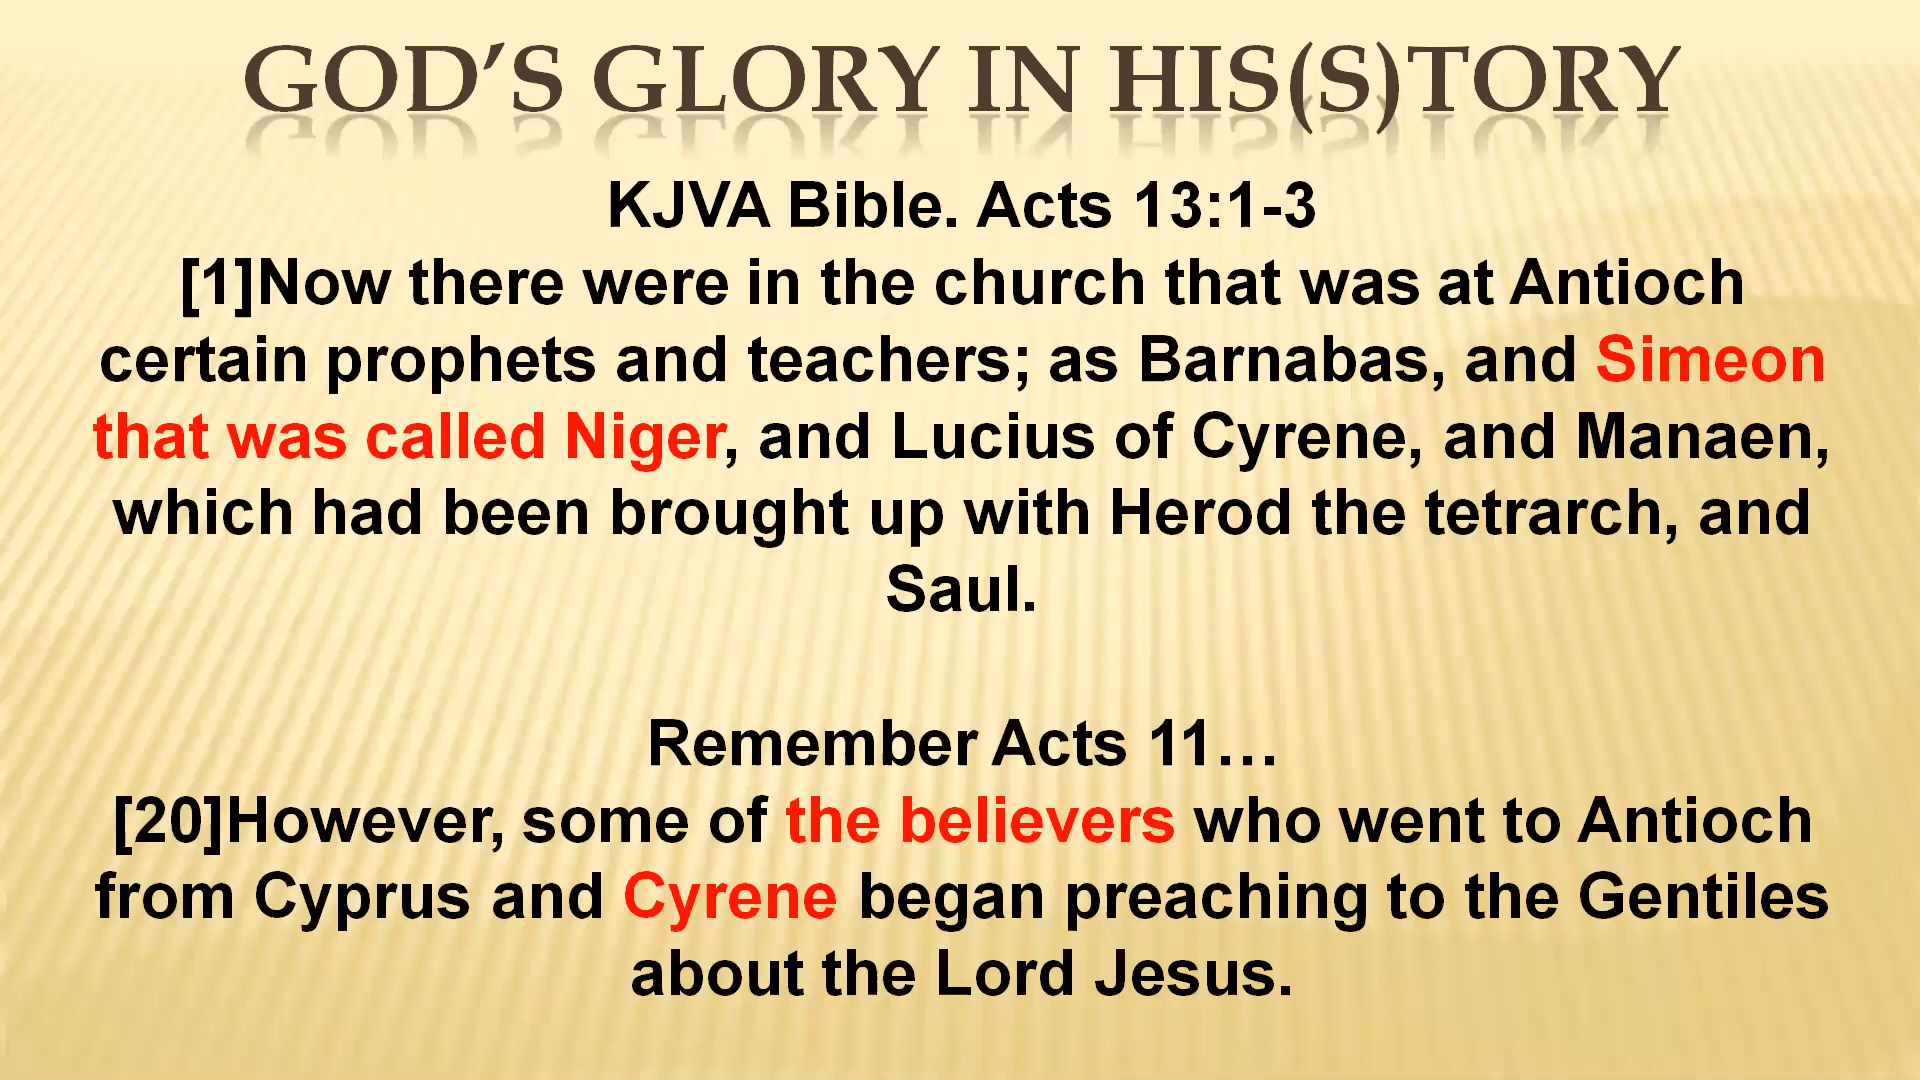 GOD’S GLORY IN HIS(S)TORY
KJVA Bible. Acts 13:1-3
[1]Now there were in the church that was at Antioch
certain prophets and teachers; as Barnabas, and Simeon
that was called Niger, and Lucius of Cyrene, and Manaen,
which had been brought up with Herod the tetrarch, and
Saul.
Remember Acts 11…
[20]However, some of the believers who went to Antioch
from Cyprus and Cyrene began preaching to the Gentiles
about the Lord Jesus.